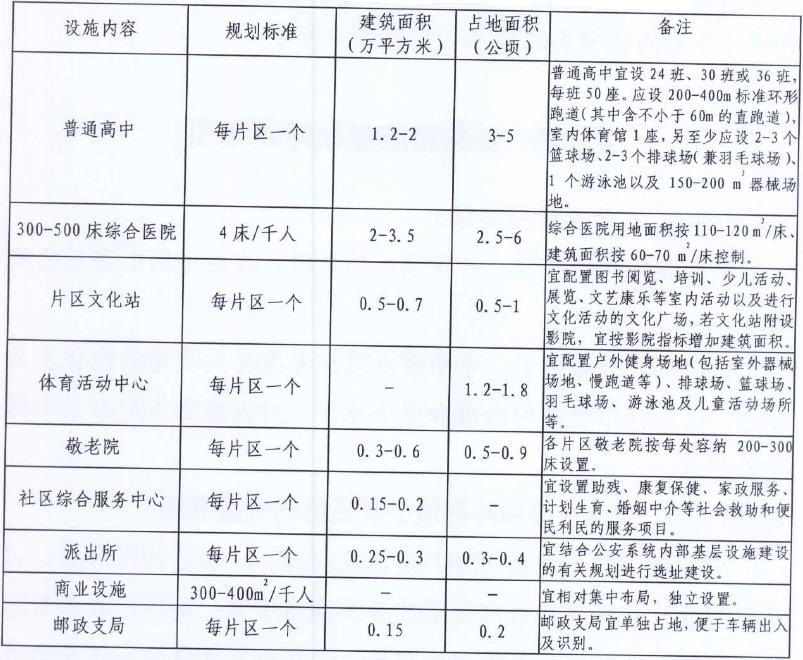 设施内容 规划标准 建筑面积 占地面积 备注
（万平方米） （公顷）
普通高中 每片区一个 1.2-2 3-5
普通高中宜设 24 班、30 班或 36 班，
每班 50 座。应设 200-400m 标准环形
跑道（其中含不小于 60m 的直跑道），
室内体育馆 1 座，另至少应设 2-3 个
篮球场、2-3 个排球场（兼羽毛球场）、
1 个游泳池以及 150-200 m² 器械场
地。
300-500 床综合医院 4 床/千人 2-3.5 2.5-6
综合医院用地面积按 110-120 m²/床、
建筑面积按 60-70 m²/床控制。
片区文化站 每片区一个 0.5-0.7 0.5-1
宜配置图书阅览、培训、少儿活动、
展览、文艺康乐等室内活动以及进行
文化活动的文化广场，若文化站附设
影院，宜按影院指标增加建筑面积。
体育活动中心 每片区一个 - 1.2-1.8
宜配置户外健身场地（包括室外器械
场地、慢跑道等）、排球场、篮球场、
羽毛球场、游泳池及儿童活动场所
等。
敬老院 每片区一个 0.3-0.6 0.5-0.9
各片区敬老院按每处容纳 200-300
床设置。
社区综合服务中心 每片区一个 0.15-0.2
宜设置助残、康复保健、家政服务、
计划生育、婚姻中介等社会救助和便
民利民的服务项目。
派出所 每片区一个 0.25-0.3 0.3-0.4
宜结合公安系统内部基层设施建设
的有关规划进行选址建设。
商业设施 300-400m²/千人 - - 宜相对集中布局，独立设置。
邮政支局 每片区一个 0.15 0.2
邮政支局宜单独占地，便于车辆出入
及识别。